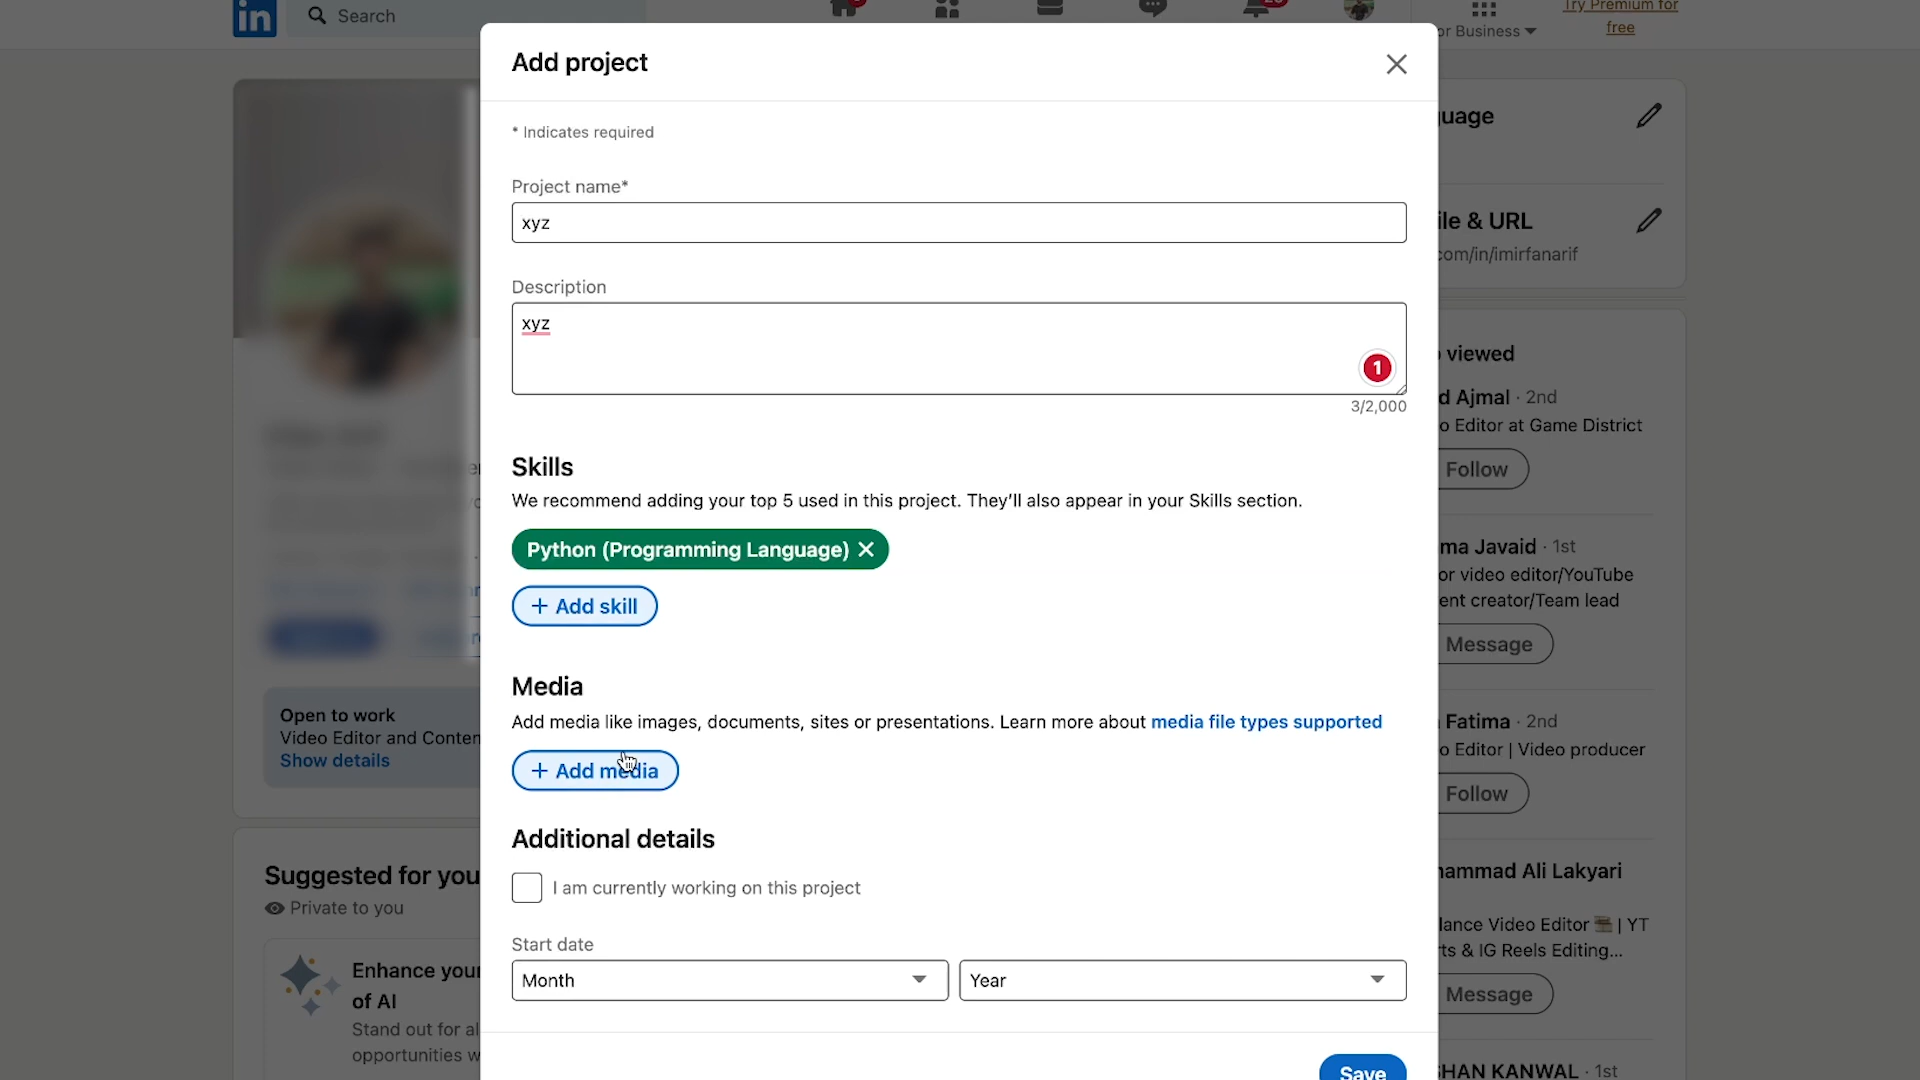 in
Search
or Business
Try Premium for
free
Add project
* Indicates required
Project name*
xyz
Description
xyz
1
3/2,000
Skills
We recommend adding your top 5 used in this project. They'll also appear in your Skills section.
Python (Programming Language)
+ Add skill
Media
Add media like images, documents, sites or presentations. Learn more about media file types supported
+ Add media
Additional details
I am currently working on this project
Start date
Month
Year
Save
Open to work
Video Editor and Conten
Show details
Suggested for you
Private to you
Enhance your
of AI
Stand out for al
opportunities w
uage
ile & URL
com/in/imirfanarif
viewed
d Ajmal · 2nd
o Editor at Game District
Follow
ma Javaid · 1st
or video editor/YouTube
ent creator/Team lead
Message
Fatima · 2nd
o Editor | Video producer
Follow
ammad Ali Lakyari
lance Video Editor | YT
ts & IG Reels Editing...
Message
HAN KANWAL · 1st